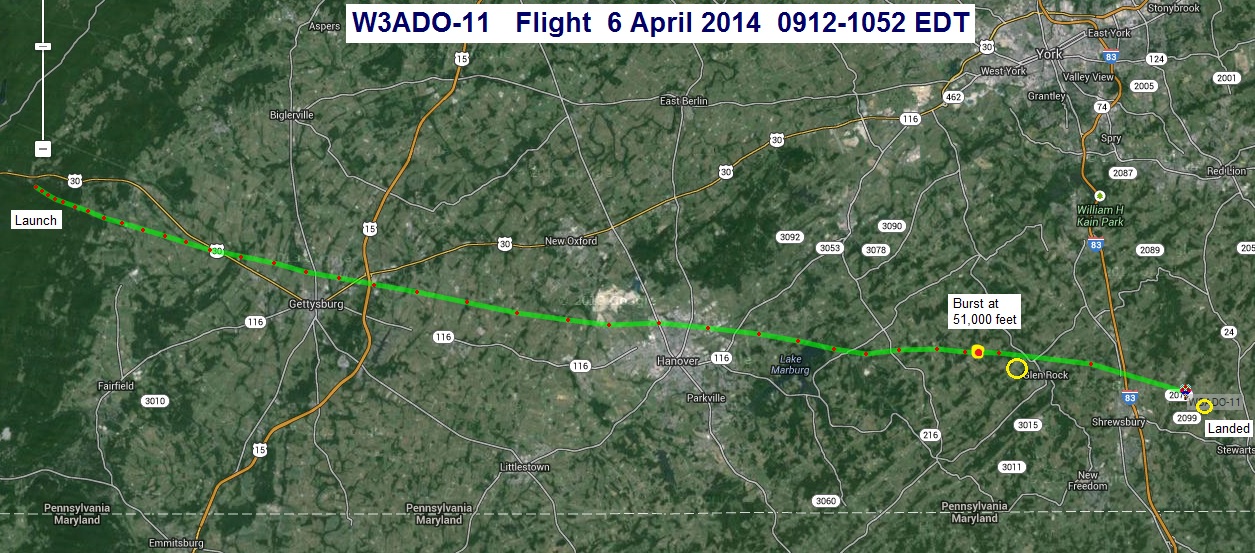 W3ADO-11 Flight 6 April 2014 0912-1052 EDT
Stonybrook
Aspers
East York
30
York
83
15
West York
124
Valley View
2001
2005
East Berlin
462
Grantley
74
Biglerville
116
Spry
30
30
2087
Red Lion
30
William H
Kain Park
Launch
15
3090
3092
New Oxford
30
83
3053
3078
2089
30
Gettysburg
Burst at
51,000 feet
116
24
116
Hanover
116
Lake
Marburg
116
Glen Rock
Fairfield
3010
Parkville
83
2099
Landed
Shrewsbury
3015
216
15
Stewarts
Littlestown
3011
New
Freedom
3060
Pennsylvania
Maryland
Pennsylvania
Maryland
Pennsylvania
Maryland
Emmitsburg